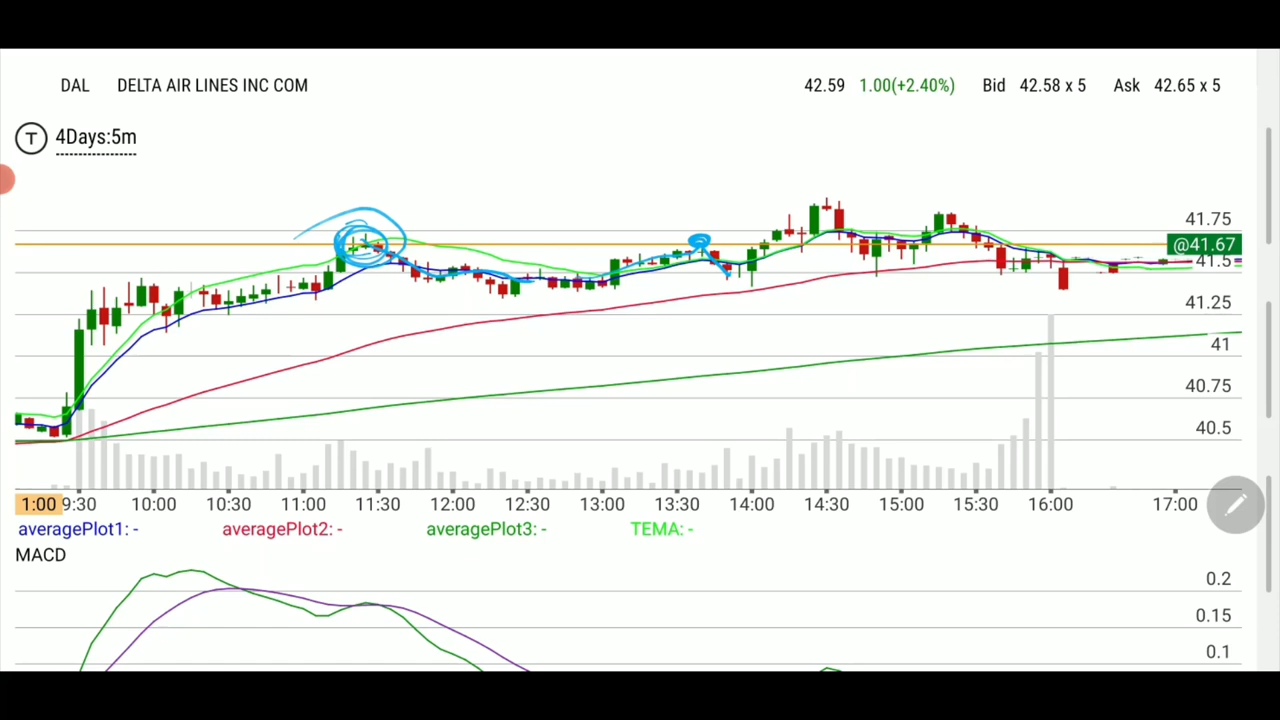 DAL DELTA AIR LINES INC COM 42.59 1.00(+2.40%) Bid 42.58 x 5 Ask 42.65 x 5
T 4Days:5m
41.75
@41.67
41.5
41.25
41
40.75
40.5
1:00 9:30 10:00 10:30 11:00 11:30 12:00 12:30 13:00 13:30 14:00 14:30 15:00 15:30 16:00 17:00
averagePlot1: - averagePlot2: - averagePlot3: - TEMA: -
MACD
0.2
0.15
0.1